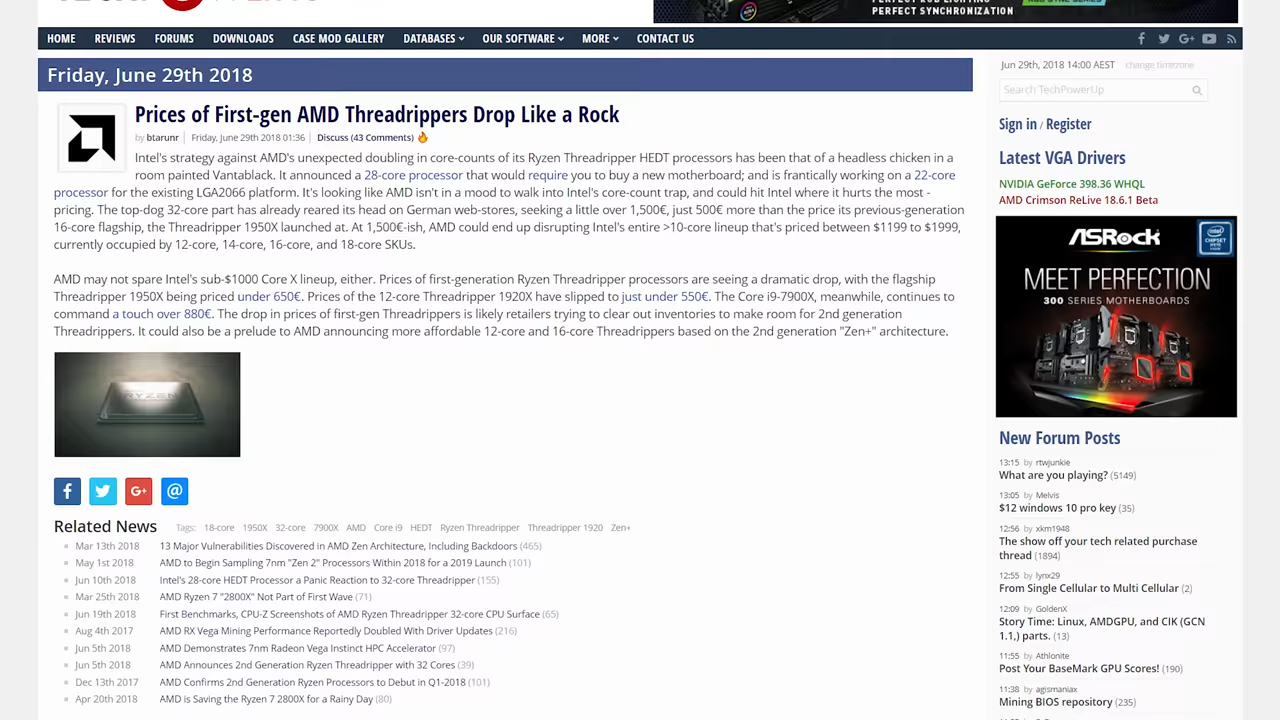 PERFECT SYNCHRONIZATION
HOME REVIEWS FORUMS DOWNLOADS CASE MOD GALLERY DATABASES OUR SOFTWARE MORE CONTACT US
Friday, June 29th 2018
Jun 29th, 2018 14:00 AEST change timezone
Search TechPowerUp
Sign in / Register
Latest VGA Drivers
NVIDIA GeForce 398.36 WHQL
AMD Crimson ReLive 18.6.1 Beta
Prices of First-gen AMD Threadrippers Drop Like a Rock
by btarunr Friday, June 29th 2018 01:36 Discuss (43 Comments)
Intel's strategy against AMD's unexpected doubling in core-counts of its Ryzen Threadripper HEDT processors has been that of a headless chicken in a
room painted Vantablack. It announced a 28-core processor that would require you to buy a new motherboard; and is frantically working on a 22-core
processor for the existing LGA2066 platform. It's looking like AMD isn't in a mood to walk into Intel's core-count trap, and could hit Intel where it hurts the most -
pricing. The top-dog 32-core part has already reared its head on German web-stores, seeking a little over 1,500€, just 500€ more than the price its previous-generation
16-core flagship, the Threadripper 1950X launched at. At 1,500€-ish, AMD could end up disrupting Intel's entire >10-core lineup that's priced between $1199 to $1999,
currently occupied by 12-core, 14-core, 16-core, and 18-core SKUs.
AMD may not spare Intel's sub-$1000 Core X lineup, either. Prices of first-generation Ryzen Threadripper processors are seeing a dramatic drop, with the flagship
Threadripper 1950X being priced under 650€. Prices of the 12-core Threadripper 1920X have slipped to just under 550€. The Core i9-7900X, meanwhile, continues to
command a touch over 880€. The drop in prices of first-gen Threadrippers is likely retailers trying to clear out inventories to make room for 2nd generation
Threadrippers. It could also be a prelude to AMD announcing more affordable 12-core and 16-core Threadrippers based on the 2nd generation "Zen+" architecture.
RYZEN
ASRock
intel
CHIPSET
MEET PERFECTION
300 SERIES MOTHERBOARDS
Related News Tags: 18-core 1950X 32-core 7900X AMD Core i9 HEDT Ryzen Threadripper Threadripper 1920 Zen+
Mar 13th 2018 13 Major Vulnerabilities Discovered in AMD Zen Architecture, Including Backdoors (465)
May 1st 2018 AMD to Begin Sampling 7nm "Zen 2" Processors Within 2018 for a 2019 Launch (101)
Jun 10th 2018 Intel's 28-core HEDT Processor a Panic Reaction to 32-core Threadripper (155)
Mar 25th 2018 AMD Ryzen 7 "2800X" Not Part of First Wave (71)
Jun 19th 2018 First Benchmarks, CPU-Z Screenshots of AMD Ryzen Threadripper 32-core CPU Surface (65)
Aug 4th 2017 AMD RX Vega Mining Performance Reportedly Doubled With Driver Updates (216)
Jun 5th 2018 AMD Demonstrates 7nm Radeon Vega Instinct HPC Accelerator (97)
Jun 5th 2018 AMD Announces 2nd Generation Ryzen Threadripper with 32 Cores (39)
Dec 13th 2017 AMD Confirms 2nd Generation Ryzen Processors to Debut in Q1-2018 (101)
Apr 20th 2018 AMD is Saving the Ryzen 7 2800X for a Rainy Day (80)
New Forum Posts
13:15 by rtwjunkie
What are you playing? (5149)
13:05 by Melvis
$12 windows 10 pro key (35)
12:56 by xkm1948
The show off your tech related purchase
thread (1894)
12:55 by lynx29
From Single Cellular to Multi Cellular (2)
12:09 by GoldenX
Story Time: Linux, AMDGPU, and CIK (GCN
1.1,) parts. (13)
11:55 by Athlonite
Post Your BaseMark GPU Scores! (190)
11:38 by agismaniax
Mining BIOS repository (235)